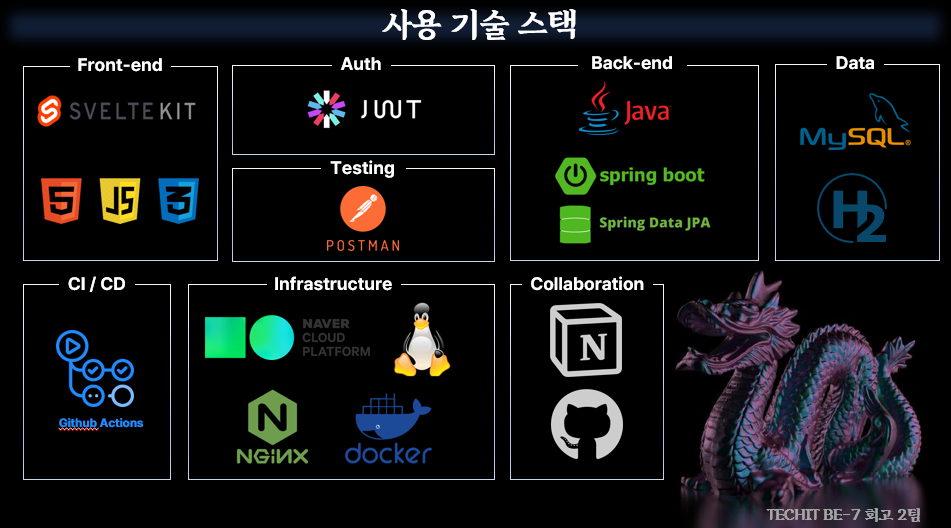 사용 기술 스택
Front-end
SVELTEKIT
5
JS
3
Auth
JWT
Testing
POSTMAN
Back-end
Java
spring boot
Spring Data JPA
Data
MySQL®
H2
CI / CD
Github Actions
Infrastructure
NAVER
CLOUD
PLATFORM
N
NGINX
docker
Collaboration
N
TECHIT BE-7 회고 2팀